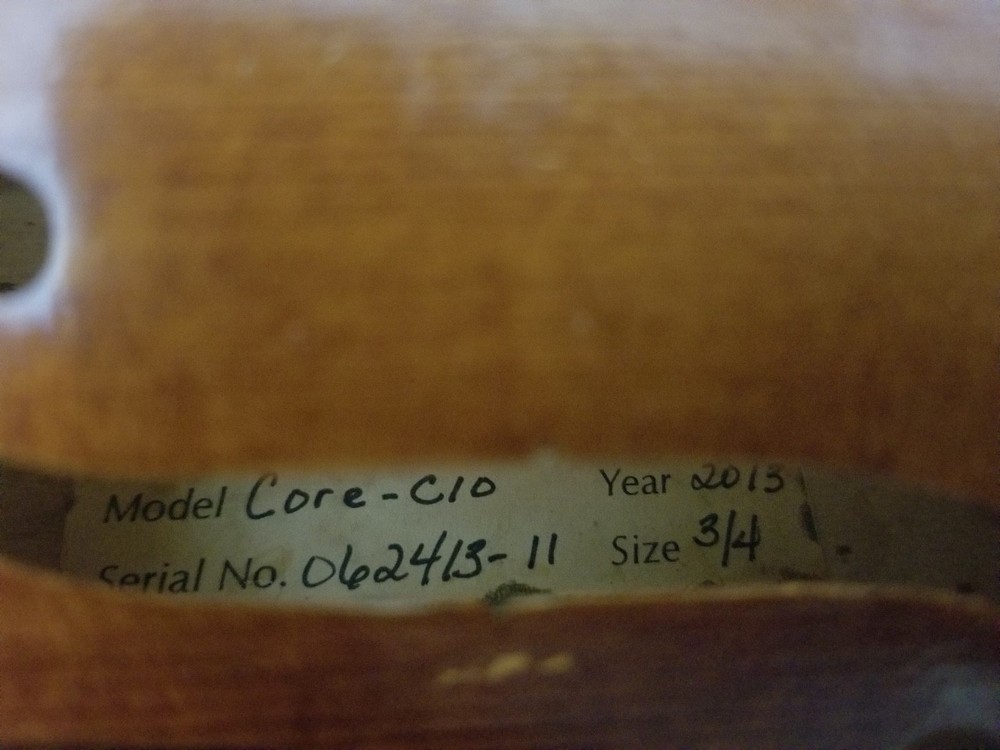 Model Core-C10 Year 2013
Serial No. 062413-11 Size 3/4